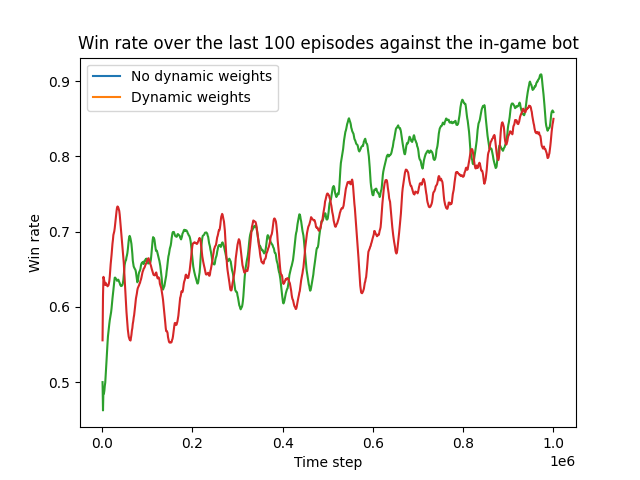 Win rate over the last 100 episodes against the in-game bot
No dynamic weights
Dynamic weights
Win rate
0.9
0.8
0.7
0.6
0.5
0.0 0.2 0.4 0.6 0.8 1.0
1e6
Time step